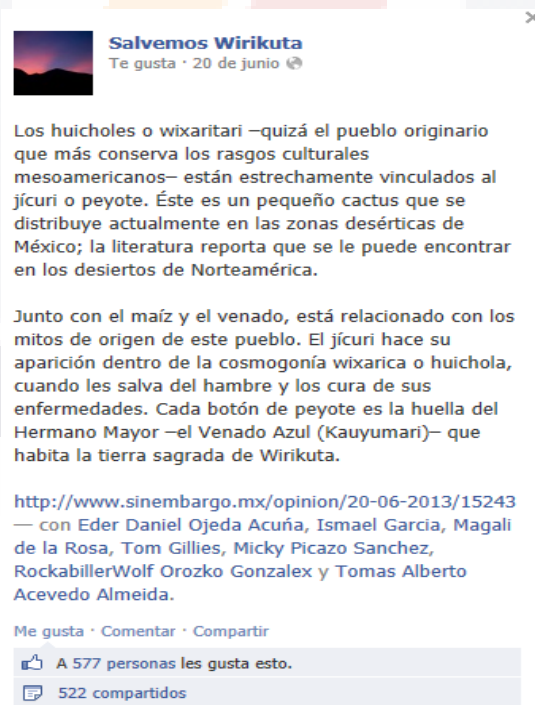 Salvemos Wirikuta
Te gusta · 20 de junio
Los huicholes o wixaritari —quizá el pueblo originario
que más conserva los rasgos culturales
mesoamericanos— están estrechamente vinculados al
jícuri o peyote. Éste es un pequeño cactus que se
distribuye actualmente en las zonas desérticas de
México; la literatura reporta que se le puede encontrar
en los desiertos de Norteamérica.
Junto con el maíz y el venado, está relacionado con los
mitos de origen de este pueblo. El jícuri hace su
aparición dentro de la cosmogonía wixarica o huichola,
cuando les salva del hambre y los cura de sus
enfermedades. Cada botón de peyote es la huella del
Hermano Mayor —el Venado Azul (Kauyumari)— que
habita la tierra sagrada de Wirikuta.
http://www.sinembargo.mx/opinion/20-06-2013/15243
— con Eder Daniel Ojeda Acuńa, Ismael Garcia, Magali
de la Rosa, Tom Gillies, Micky Picazo Sanchez,
RockabillerWolf Orozko Gonzalex y Tomas Alberto
Acevedo Almeida.
Me gusta · Comentar · Compartir
A 577 personas les gusta esto.
522 compartidos